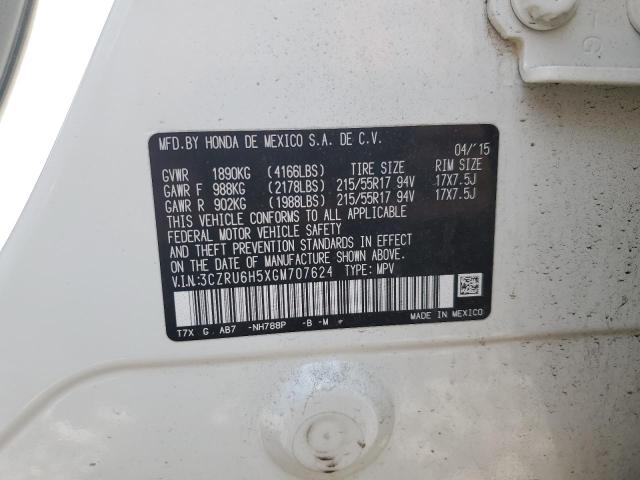 MFD.BY HONDA DE MEXICO S.A. DE C.V.
04/15
GVWR 1890KG (4166LBS) TIRE SIZE RIM SIZE
GAWR F 988KG (2178LBS) 215/55R17 94V 17X7.5J
GAWR R 902KG (1988LBS) 215/55R17 94V 17X7.5J
THIS VEHICLE CONFORMS TO ALL APPLICABLE
FEDERAL MOTOR VEHICLE SAFETY
AND THEFT PREVENTION STANDARDS IN EFFECT
ON THE DATE OF MANUFACTURE SHOWN ABOVE.
V.I.N:3CZRU6H5XGM707624 TYPE: MPV
T7X G. AB7 -NH788P -B -M
MADE IN MEXICO